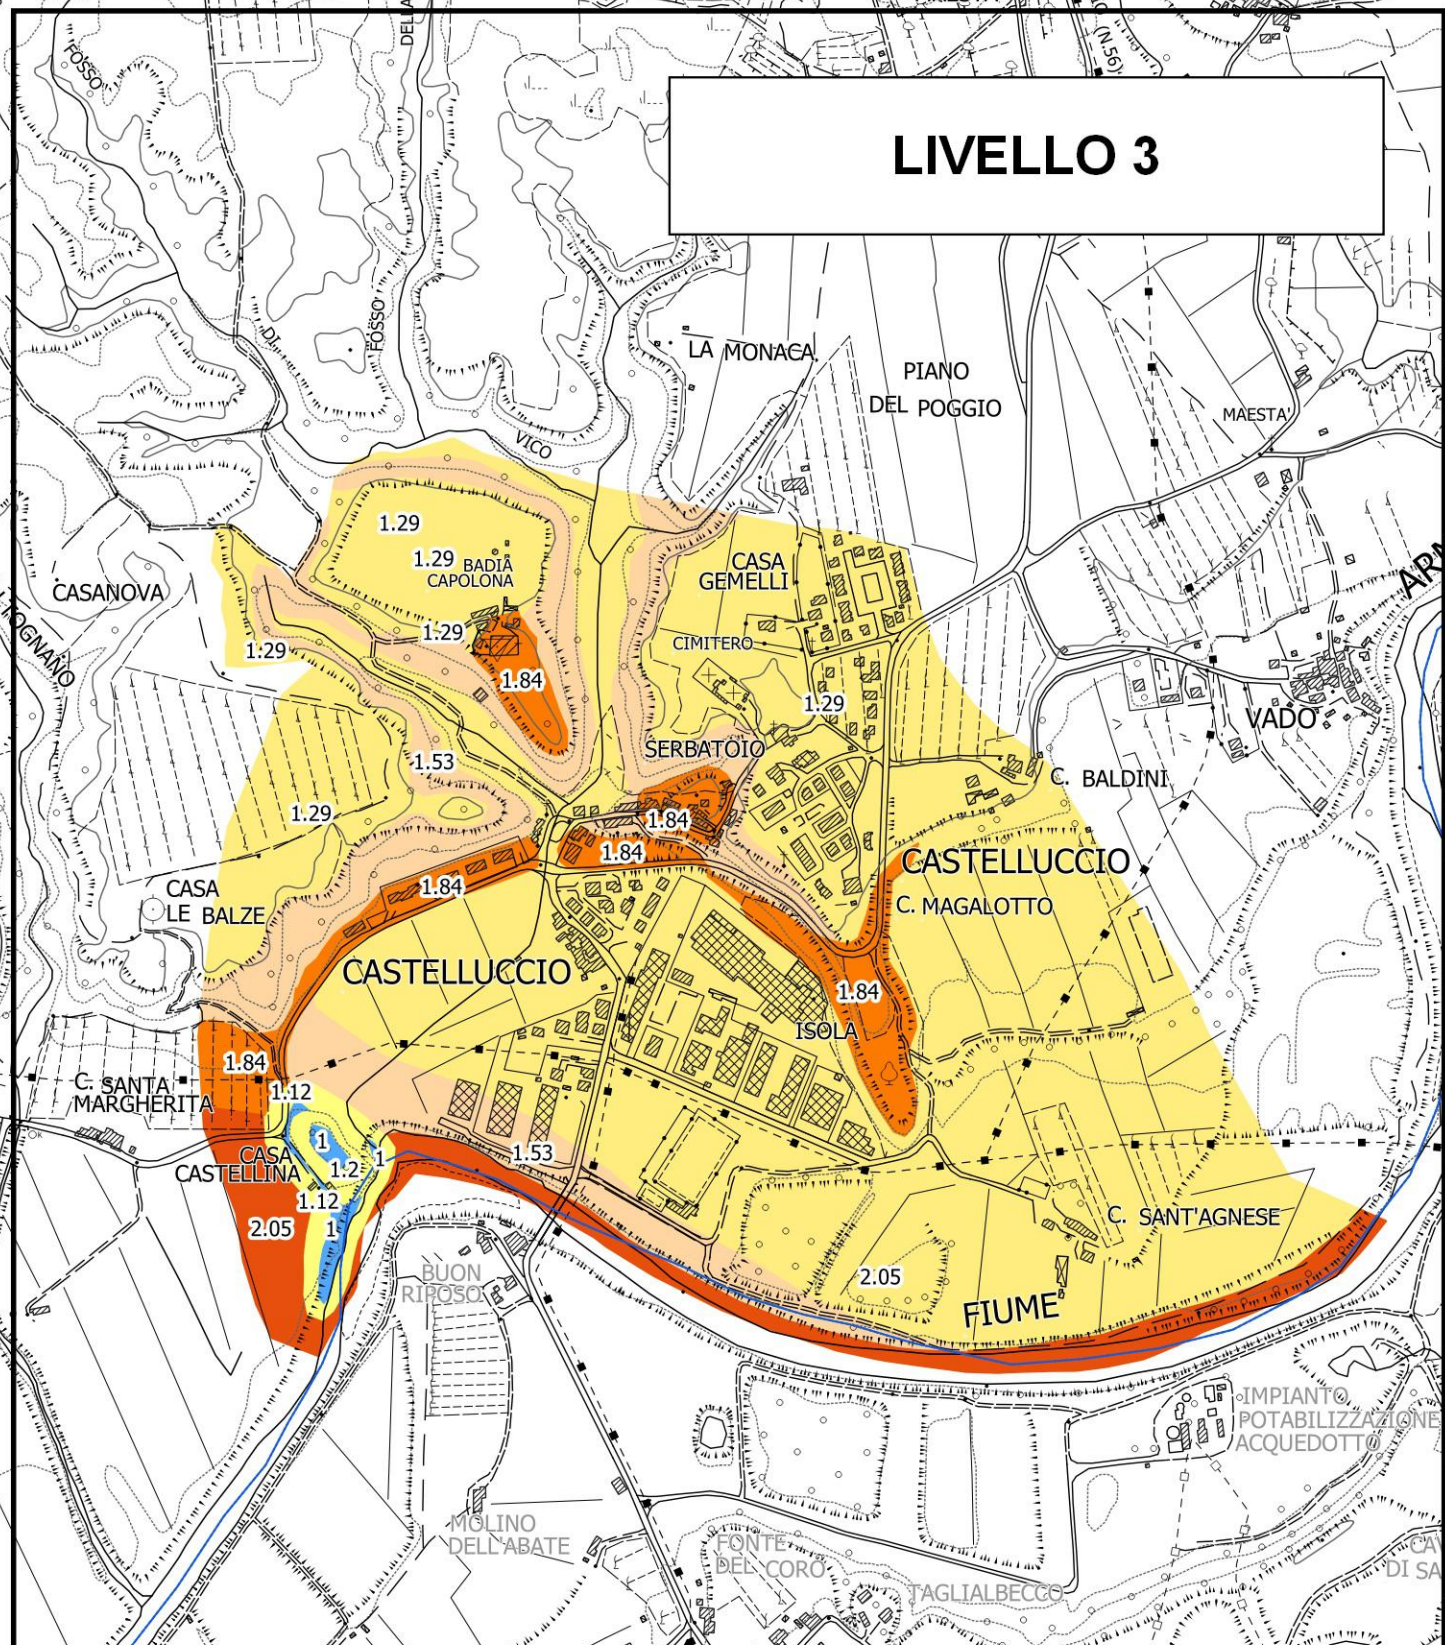 FOSSO
DELLA
(N.56)
LIVELLO 3
DI
FOSSO
LA MONACA
PIANO
DEL POGGIO
MAESTA'
VICO
1.29
1.29
BADIA
CAPOLONA
CASA
GEMELLI
CASANOVA
1.29
1.29
CIMITERO
1.84
1.29
VADO
SERBATOIO
1.53
C. BALDINI
1.29
1.84
1.84
CASTELLUCCIO
1.84
CASA
LE BALZE
C. MAGALOTTO
CASTELLUCCIO
1.84
ISOLA
1.84
C. SANTA
MARGHERITA
1.12
1
1.2
1
1.53
CASA
CASTELLINA
1.12
2.05
1
C. SANT'AGNESE
BUON
RIPOSO
2.05
FIUME
IMPIANTO
POTABILIZZAZIONE
ACQUEDOTTO
MOLINO
DELL'ABATE
FONTE
DEL CORO
TAGLIALBECCO
DI SA